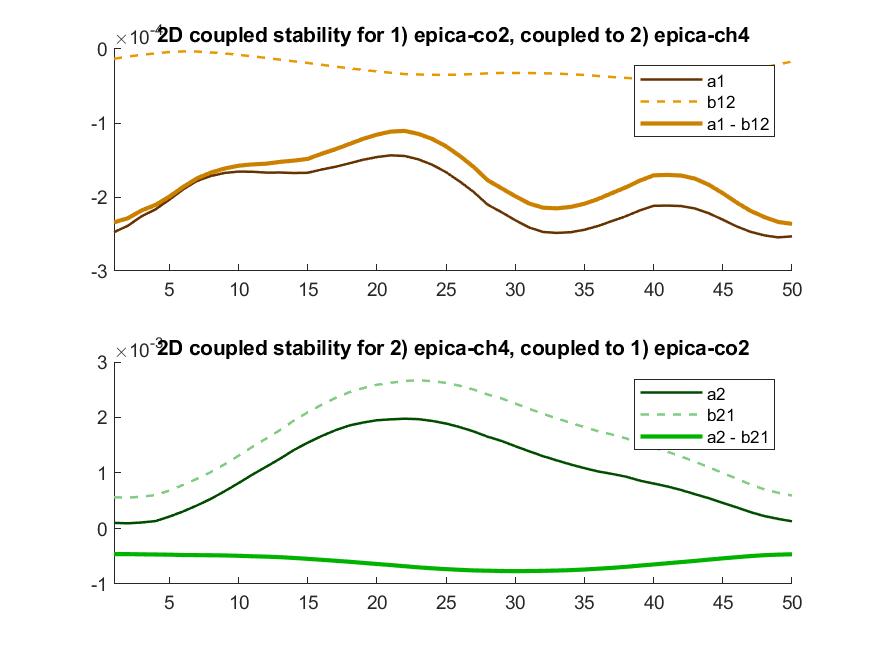 ×10⁻⁴
2D coupled stability for 1) epica-co2, coupled to 2) epica-ch4
0
-1
-2
-3
a1
b12
a1 - b12
5 10 15 20 25 30 35 40 45 50
×10⁻³
2D coupled stability for 2) epica-ch4, coupled to 1) epica-co2
3
2
1
0
-1
a2
b21
a2 - b21
5 10 15 20 25 30 35 40 45 50